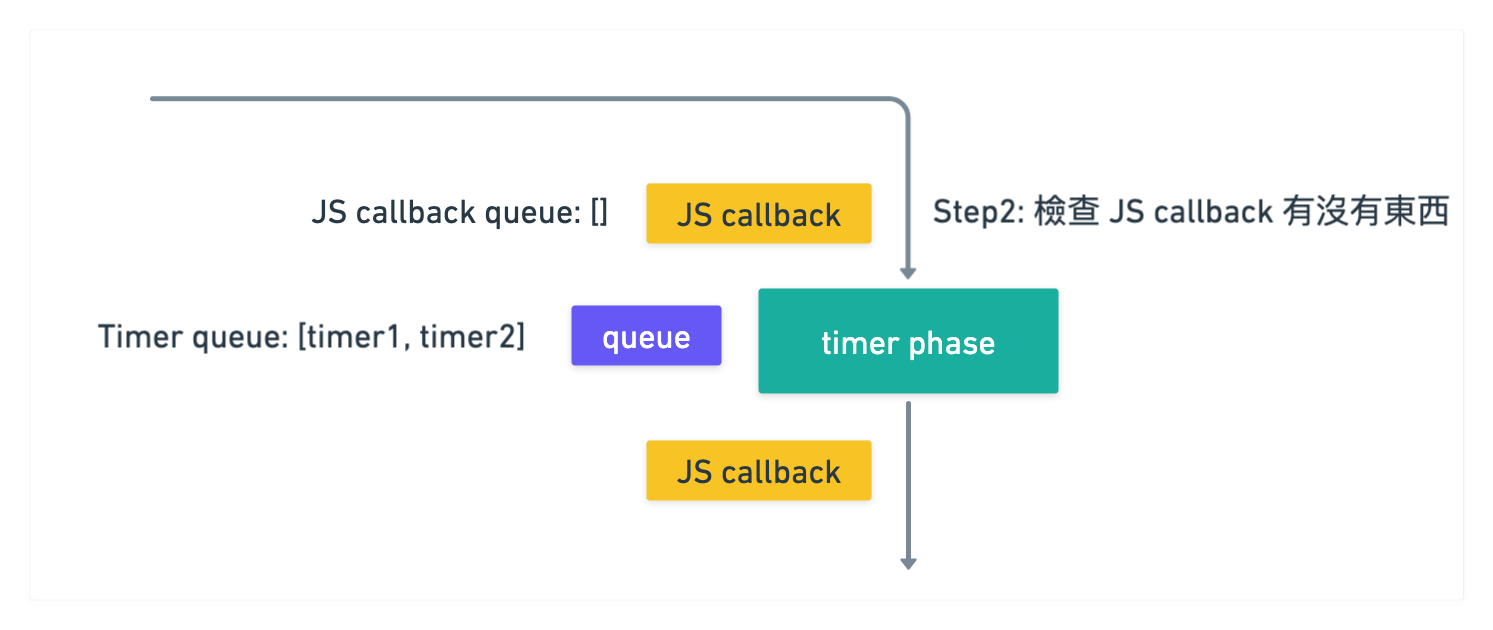 JS callback queue: []
JS callback
Step2: 檢查 JS callback 有沒有東西
Timer queue: [timer1, timer2]
queue
timer phase
JS callback